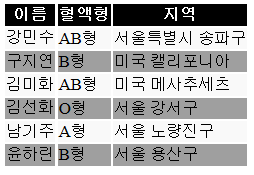 이름 혈액형 지역
강민수 AB형 서울특별시 송파구
구지연 B형 미국 캘리포니아
김미화 AB형 미국 메사추세츠
김선화 O형 서울 강서구
남기주 A형 서울 노량진구
윤하린 B형 서울 용산구